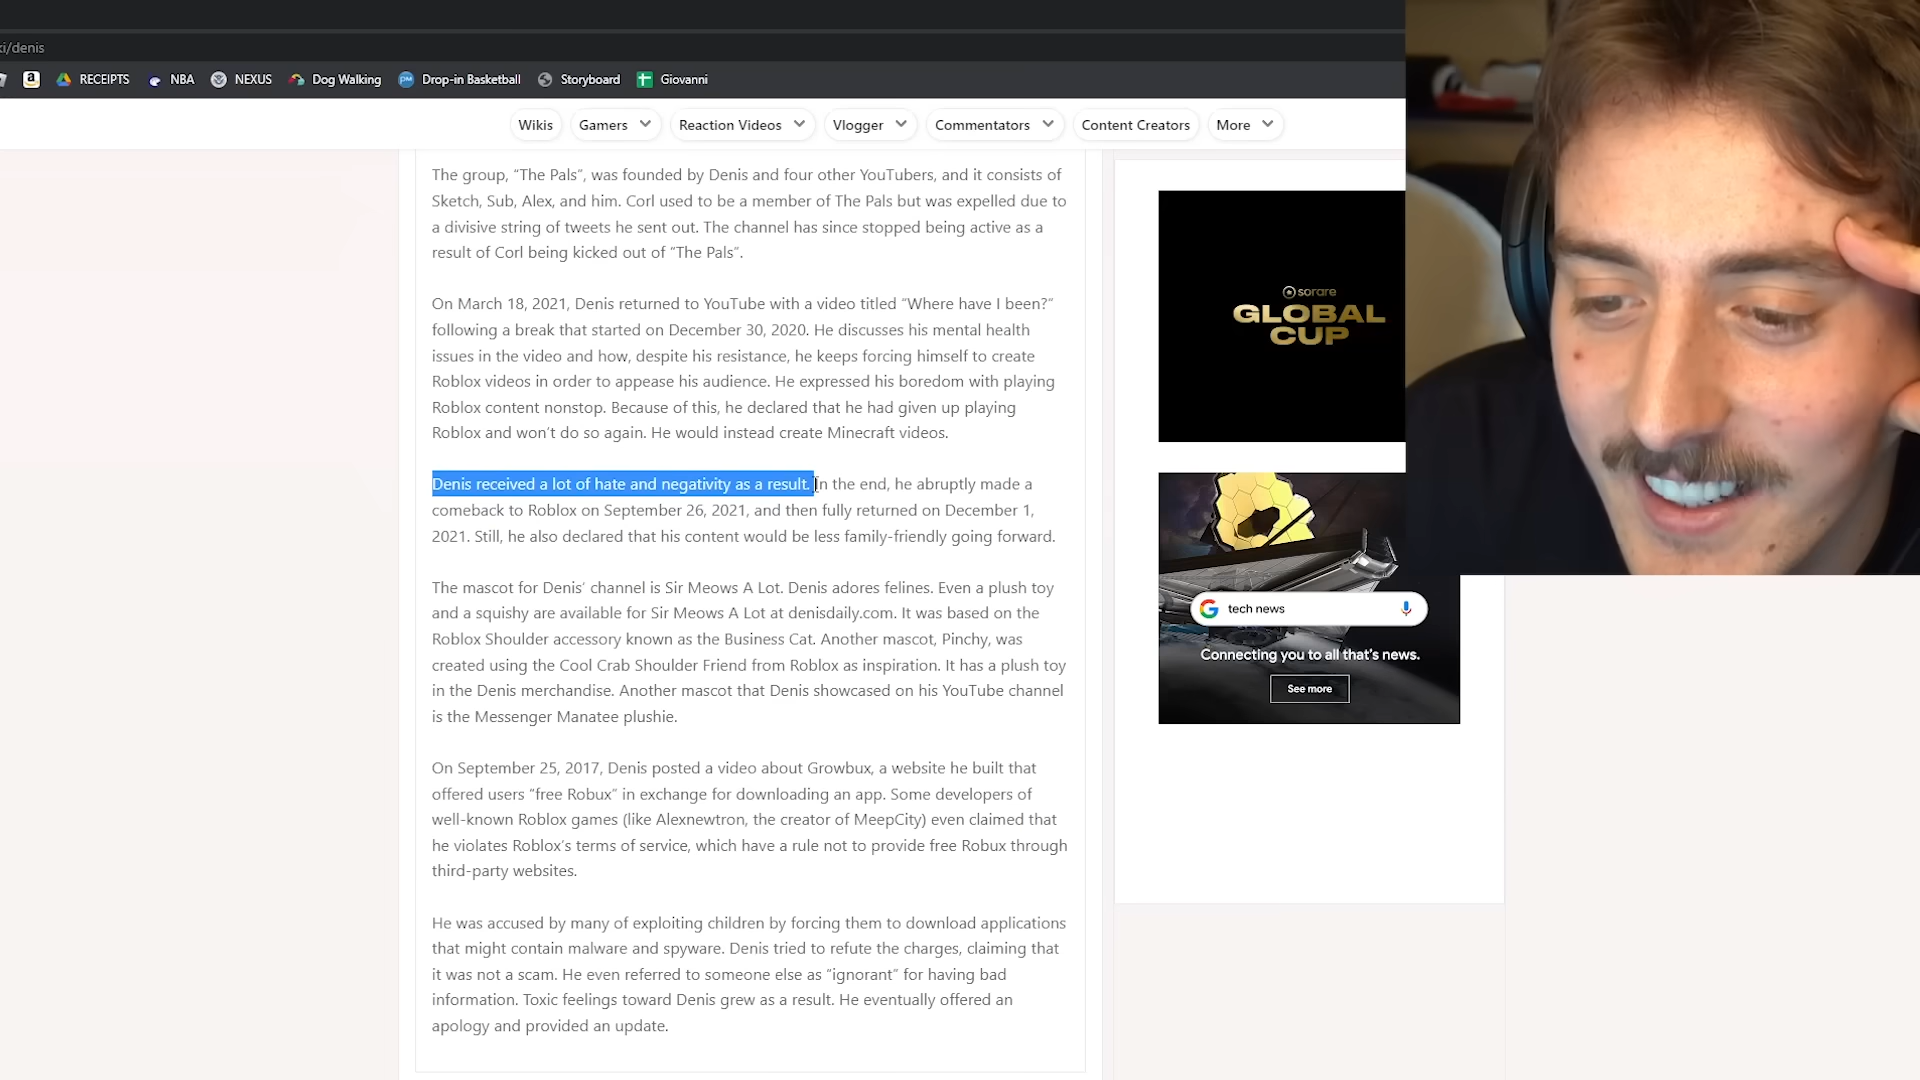 ki/denis
RECEIPTS NBA NEXUS Dog Walking Drop-in Basketball Storyboard Giovanni
Wikis Gamers Reaction Videos Vlogger Commentators Content Creators More
The group, “The Pals”, was founded by Denis and four other YouTubers, and it consists of
Sketch, Sub, Alex, and him. Corl used to be a member of The Pals but was expelled due to
a divisive string of tweets he sent out. The channel has since stopped being active as a
result of Corl being kicked out of “The Pals”.
On March 18, 2021, Denis returned to YouTube with a video titled “Where have I been?”
following a break that started on December 30, 2020. He discusses his mental health
issues in the video and how, despite his resistance, he keeps forcing himself to create
Roblox videos in order to appease his audience. He expressed his boredom with playing
Roblox content nonstop. Because of this, he declared that he had given up playing
Roblox and won’t do so again. He would instead create Minecraft videos.
Denis received a lot of hate and negativity as a result. In the end, he abruptly made a
comeback to Roblox on September 26, 2021, and then fully returned on December 1,
2021. Still, he also declared that his content would be less family-friendly going forward.
The mascot for Denis’ channel is Sir Meows A Lot. Denis adores felines. Even a plush toy
and a squishy are available for Sir Meows A Lot at denisdaily.com. It was based on the
Roblox Shoulder accessory known as the Business Cat. Another mascot, Pinchy, was
created using the Cool Crab Shoulder Friend from Roblox as inspiration. It has a plush toy
in the Denis merchandise. Another mascot that Denis showcased on his YouTube channel
is the Messenger Manatee plushie.
On September 25, 2017, Denis posted a video about Growbux, a website he built that
offered users “free Robux” in exchange for downloading an app. Some developers of
well-known Roblox games (like Alexnewtron, the creator of MeepCity) even claimed that
he violates Roblox’s terms of service, which have a rule not to provide free Robux through
third-party websites.
He was accused by many of exploiting children by forcing them to download applications
that might contain malware and spyware. Denis tried to refute the charges, claiming that
it was not a scam. He even referred to someone else as “ignorant” for having bad
information. Toxic feelings toward Denis grew as a result. He eventually offered an
apology and provided an update.
sorare
GLOBAL
CUP
tech news
Connecting you to all that’s news.
See more